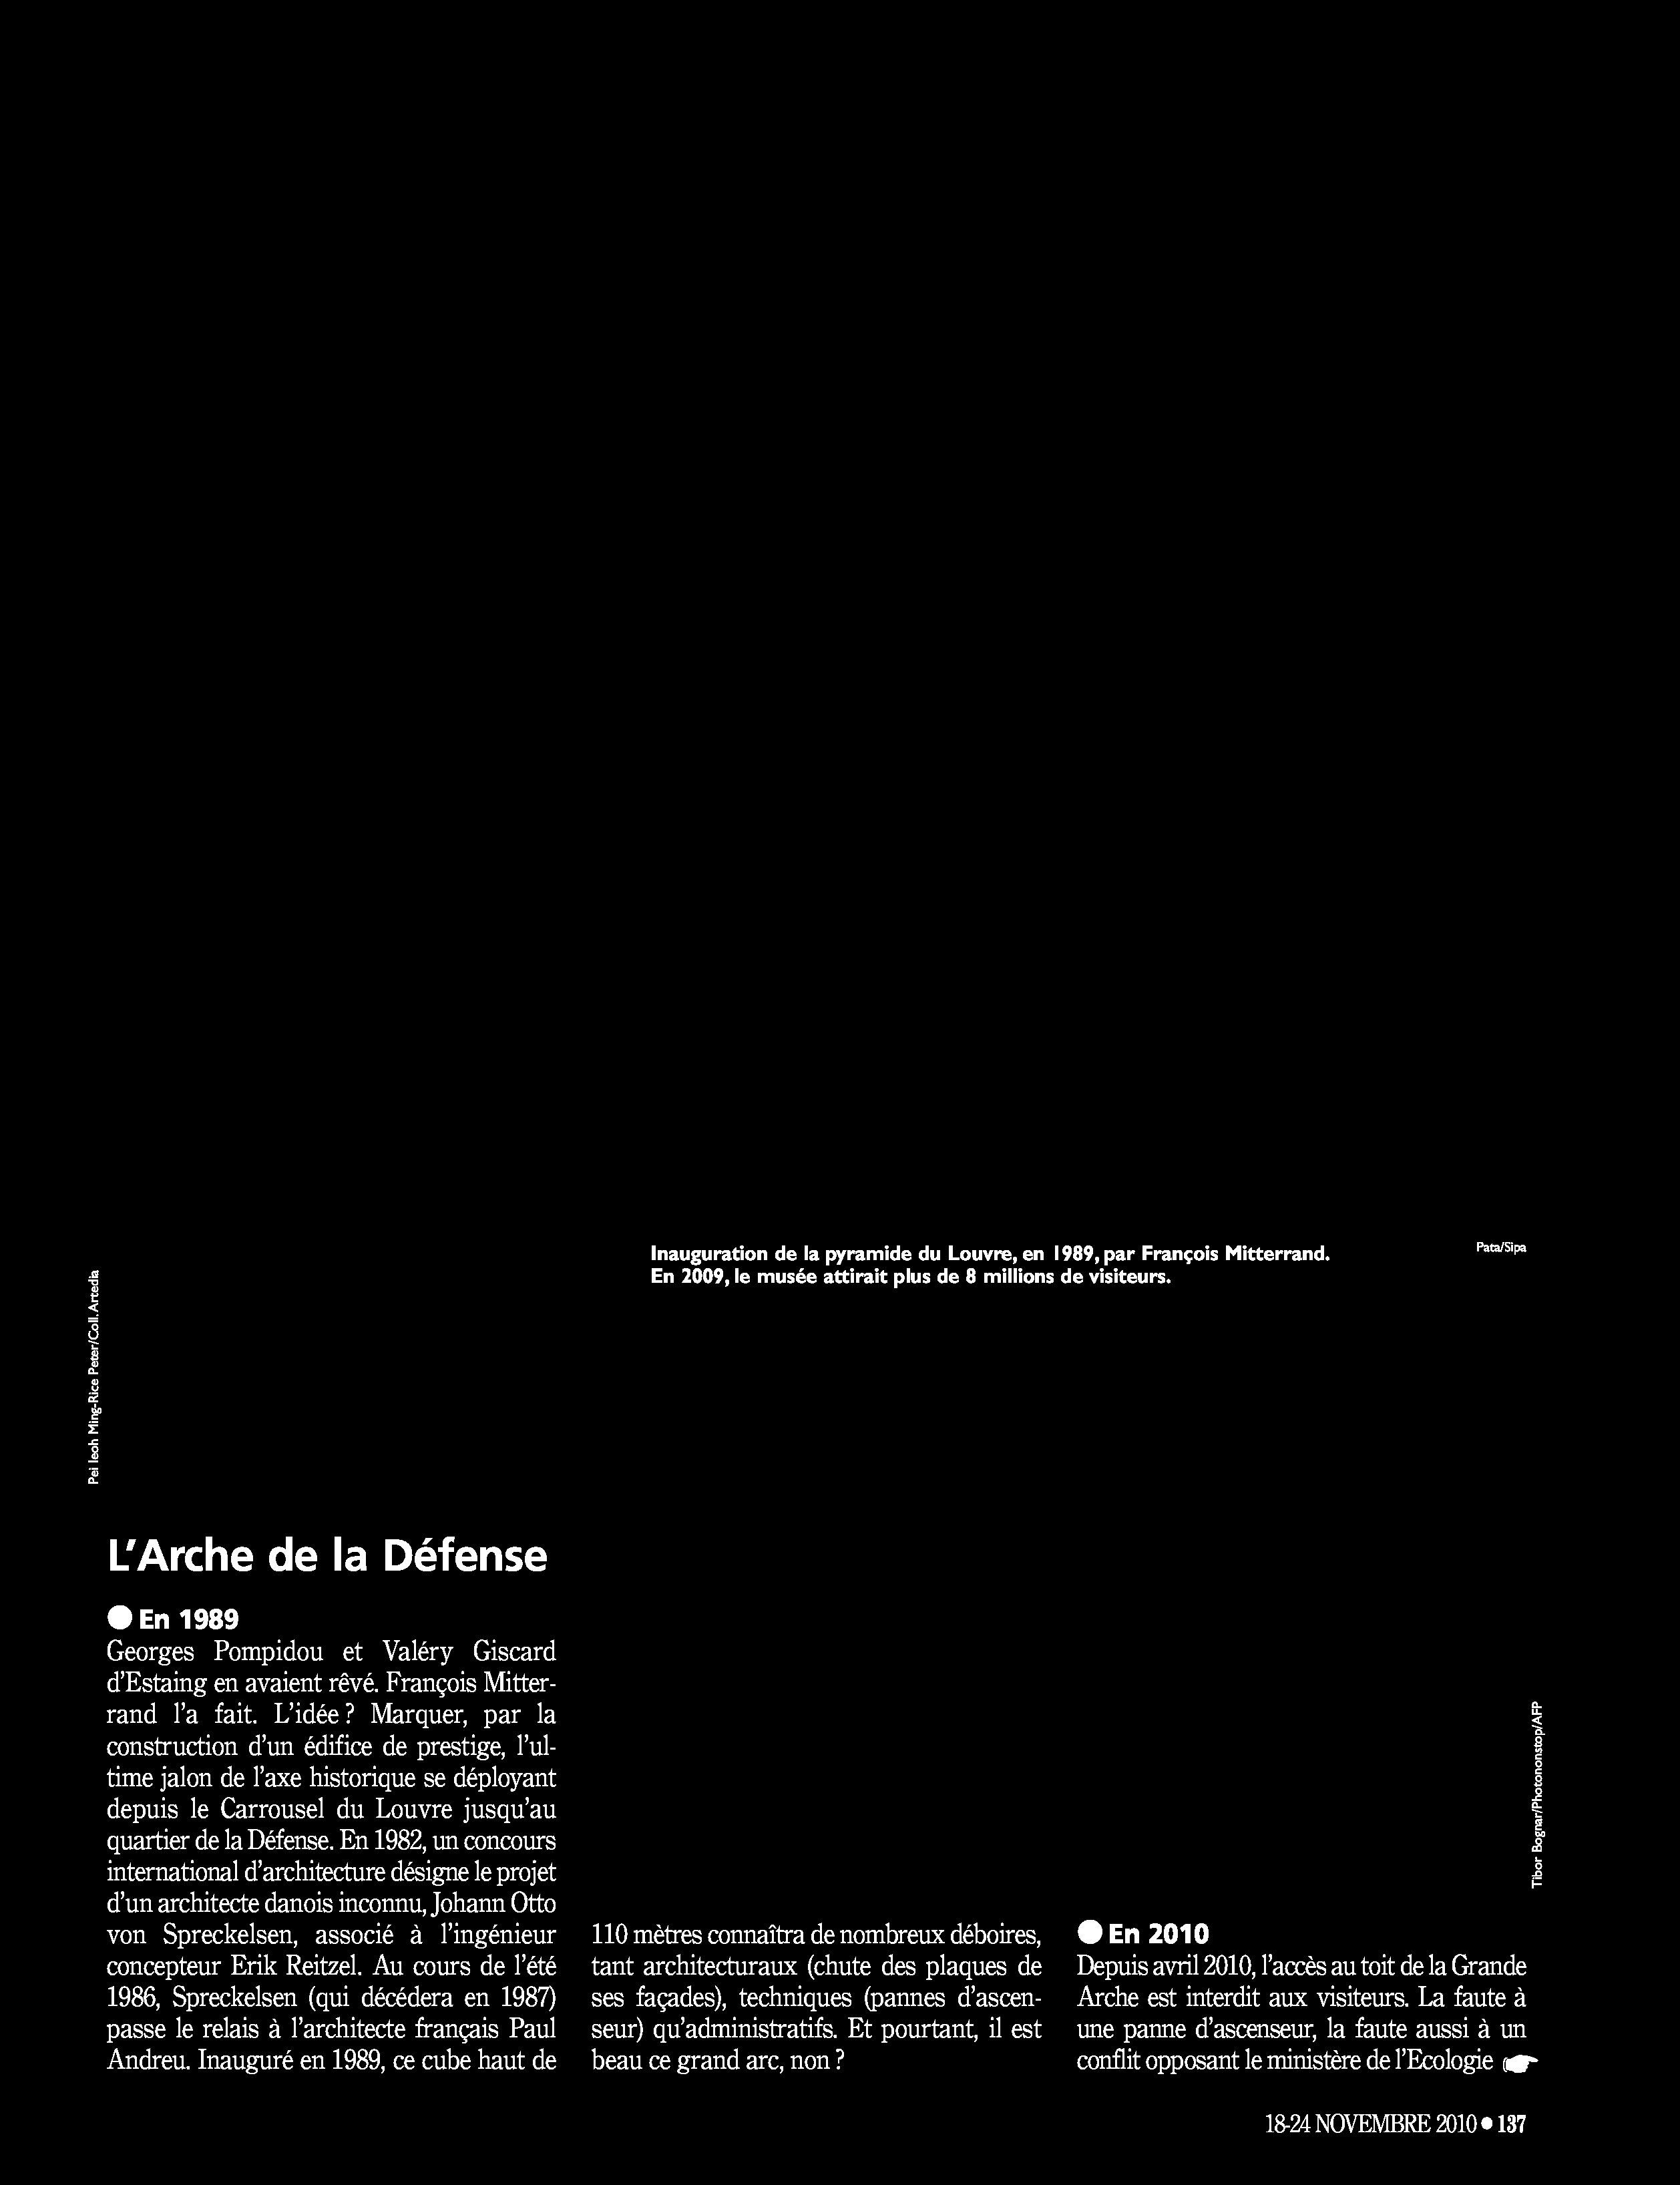 Inauguration de la pyramide du Louvre, en 1989, par François Mitterrand.
En 2009, le musée attirait plus de 8 millions de visiteurs.
Pata/Sipa
Pei Ieoh Ming-Rice Peter/Coll. Artedia
L'Arche de la Défense
● En 1989
Georges Pompidou et Valéry Giscard
d'Estaing en avaient rêvé. François Mitter-
rand l'a fait. L'idée ? Marquer, par la
construction d'un édifice de prestige, l'ul-
time jalon de l'axe historique se déployant
depuis le Carrousel du Louvre jusqu'au
quartier de la Défense. En 1982, un concours
international d'architecture désigne le projet
d'un architecte danois inconnu, Johann Otto
von Spreckelsen, associé à l'ingénieur
concepteur Erik Reitzel. Au cours de l'été
1986, Spreckelsen (qui décédera en 1987)
passe le relais à l'architecte français Paul
Andreu. Inauguré en 1989, ce cube haut de
110 mètres connaîtra de nombreux déboires,
tant architecturaux (chute des plaques de
ses façades), techniques (pannes d'ascen-
seur) qu'administratifs. Et pourtant, il est
beau ce grand arc, non ?
Tibor Bognar/Photononstop/AFP
● En 2010
Depuis avril 2010, l'accès au toit de la Grande
Arche est interdit aux visiteurs. La faute à
une panne d'ascenseur, la faute aussi à un
conflit opposant le ministère de l'Ecologie
18-24 NOVEMBRE 2010 ● 137